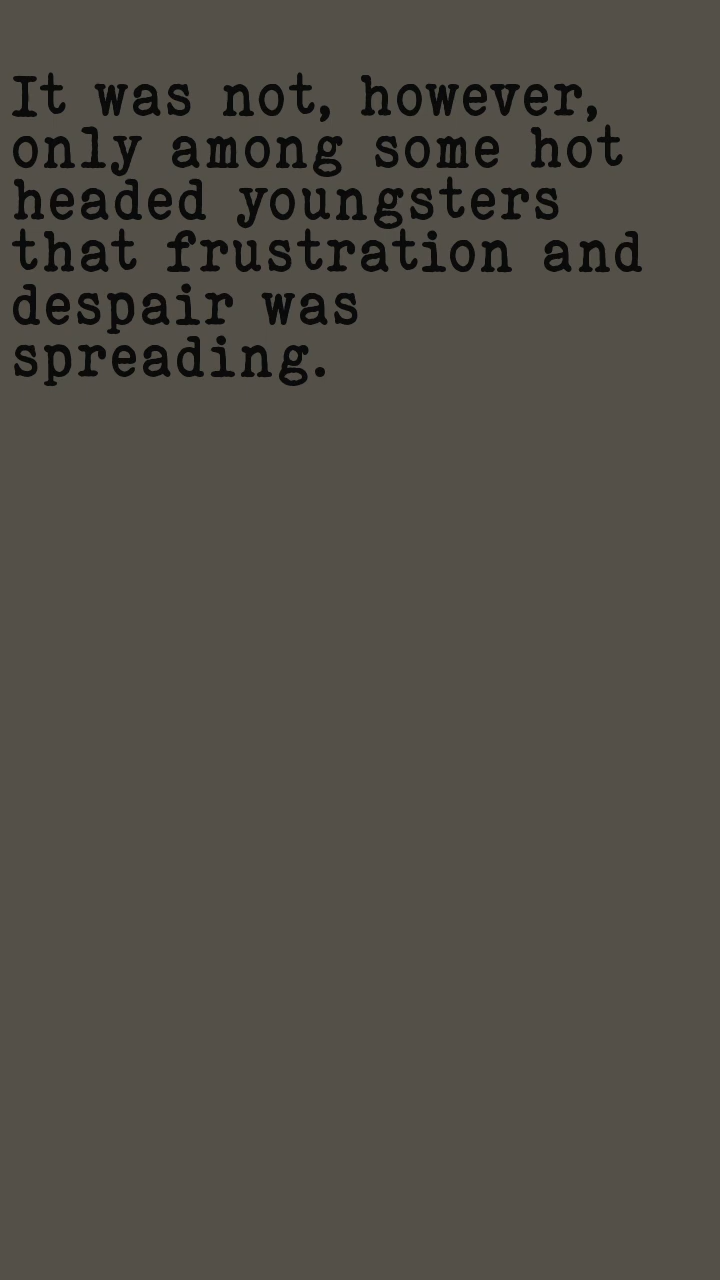 It was not, however,
only among some hot
headed youngsters
that frustration and
despair was
spreading.